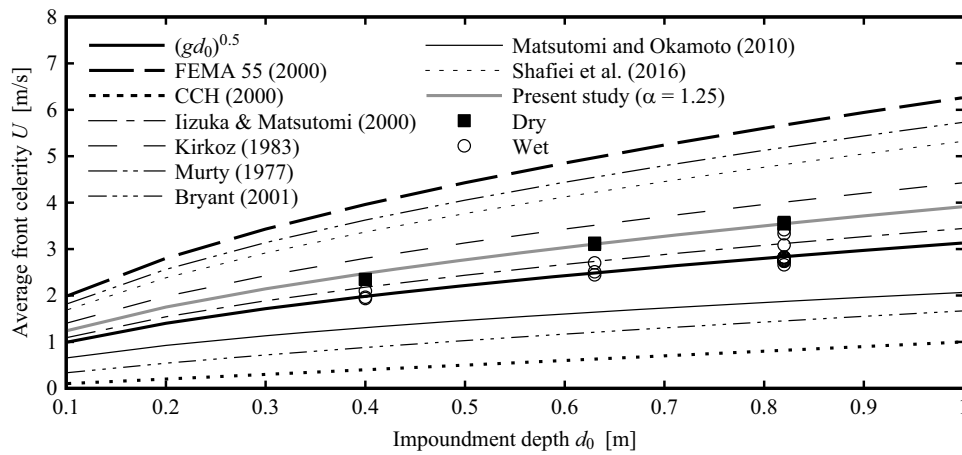 8
7
6
5
4
3
2
1
0
Average front celerity U [m/s]
(gd0)^0.5
FEMA 55 (2000)
CCH (2000)
Iizuka & Matsutomi (2000)
Kirkoz (1983)
Murty (1977)
Bryant (2001)
Matsutomi and Okamoto (2010)
Shafiei et al. (2016)
Present study (α = 1.25)
Dry
Wet
0.1 0.2 0.3 0.4 0.5 0.6 0.7 0.8 0.9 1
Impoundment depth d0 [m]